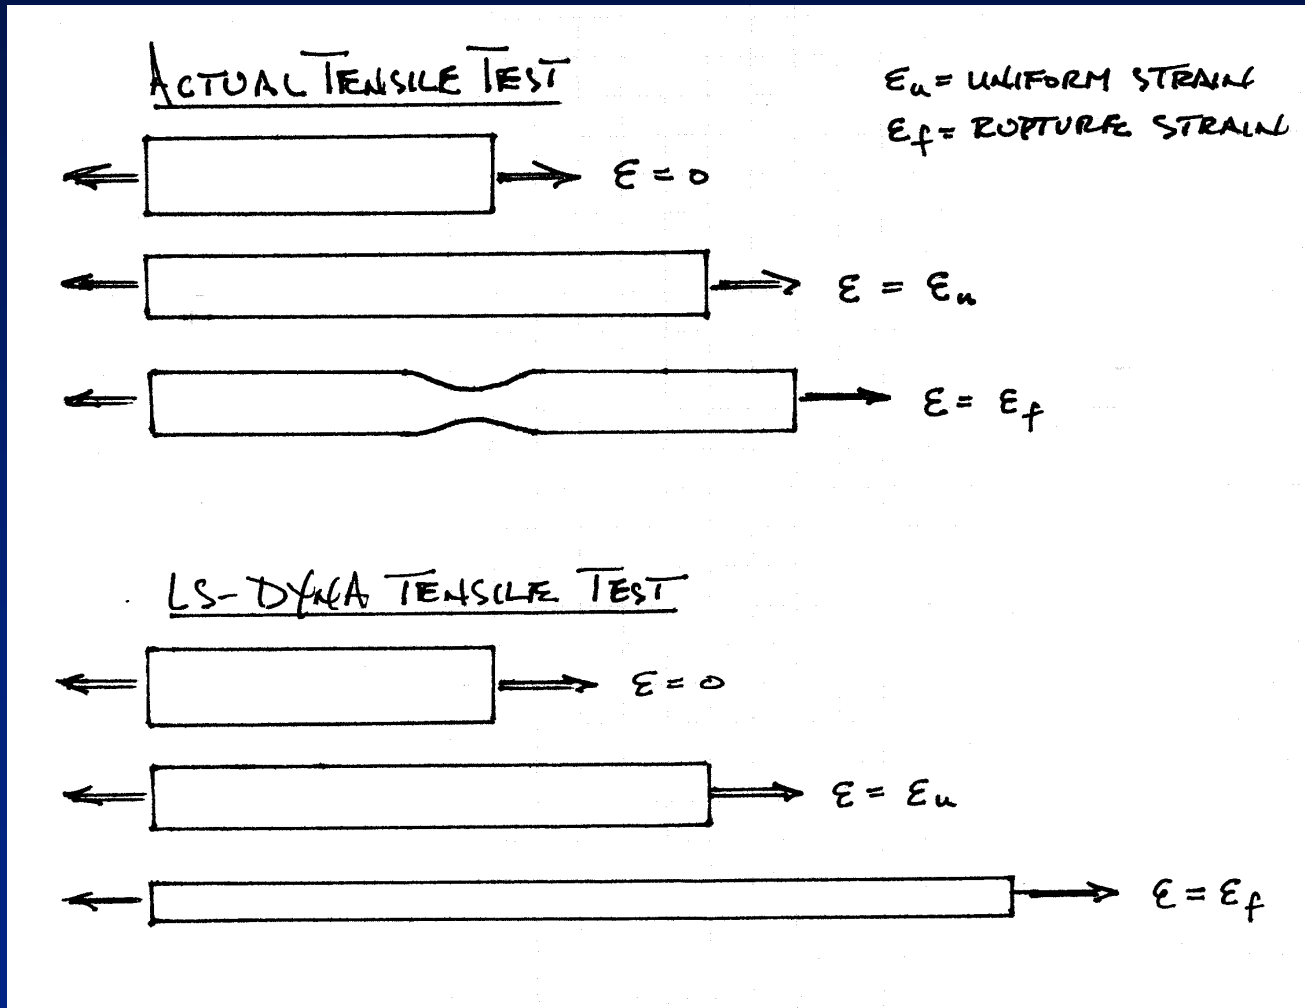 ACTUAL TENSILE TEST
εu = UNIFORM STRAIN
εf = RUPTURE STRAIN
ε = 0
ε = εu
ε = εf
LS-DYNA TENSILE TEST
ε = 0
ε = εu
ε = εf